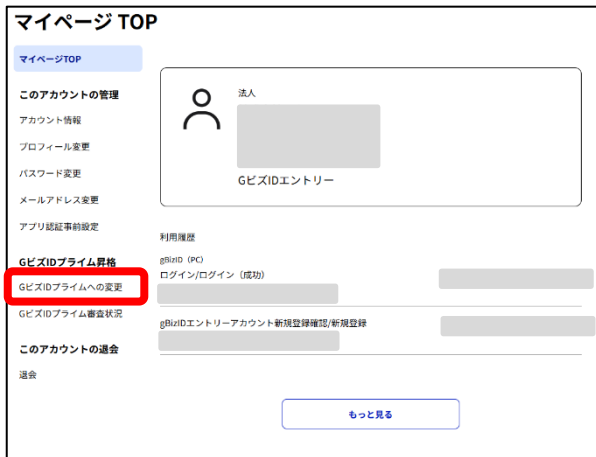 マイページ TOP
マイページTOP
このアカウントの管理
アカウント情報
プロフィール変更
パスワード変更
メールアドレス変更
アプリ認証事前設定
GビズIDプライム昇格
GビズIDプライムへの変更
GビズIDプライム審査状況
このアカウントの退会
退会
法人
GビズIDエントリー
利用履歴
gBizID（PC）
ログイン/ログイン（成功）
gBizIDエントリーアカウント新規登録確認/新規登録
もっと見る